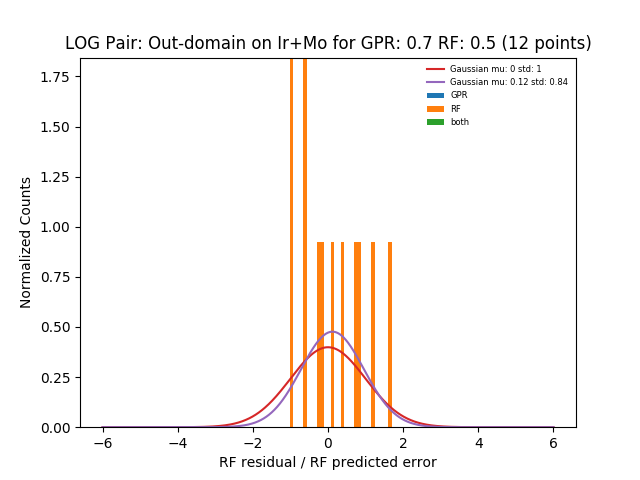 LOG Pair: Out-domain on Ir+Mo for GPR: 0.7 RF: 0.5 (12 points)
Gaussian mu: 0 std: 1
Gaussian mu: 0.12 std: 0.84
GPR
RF
both
Normalized Counts
1.75
1.50
1.25
1.00
0.75
0.50
0.25
0.00
−6 −4 −2 0 2 4 6
RF residual / RF predicted error